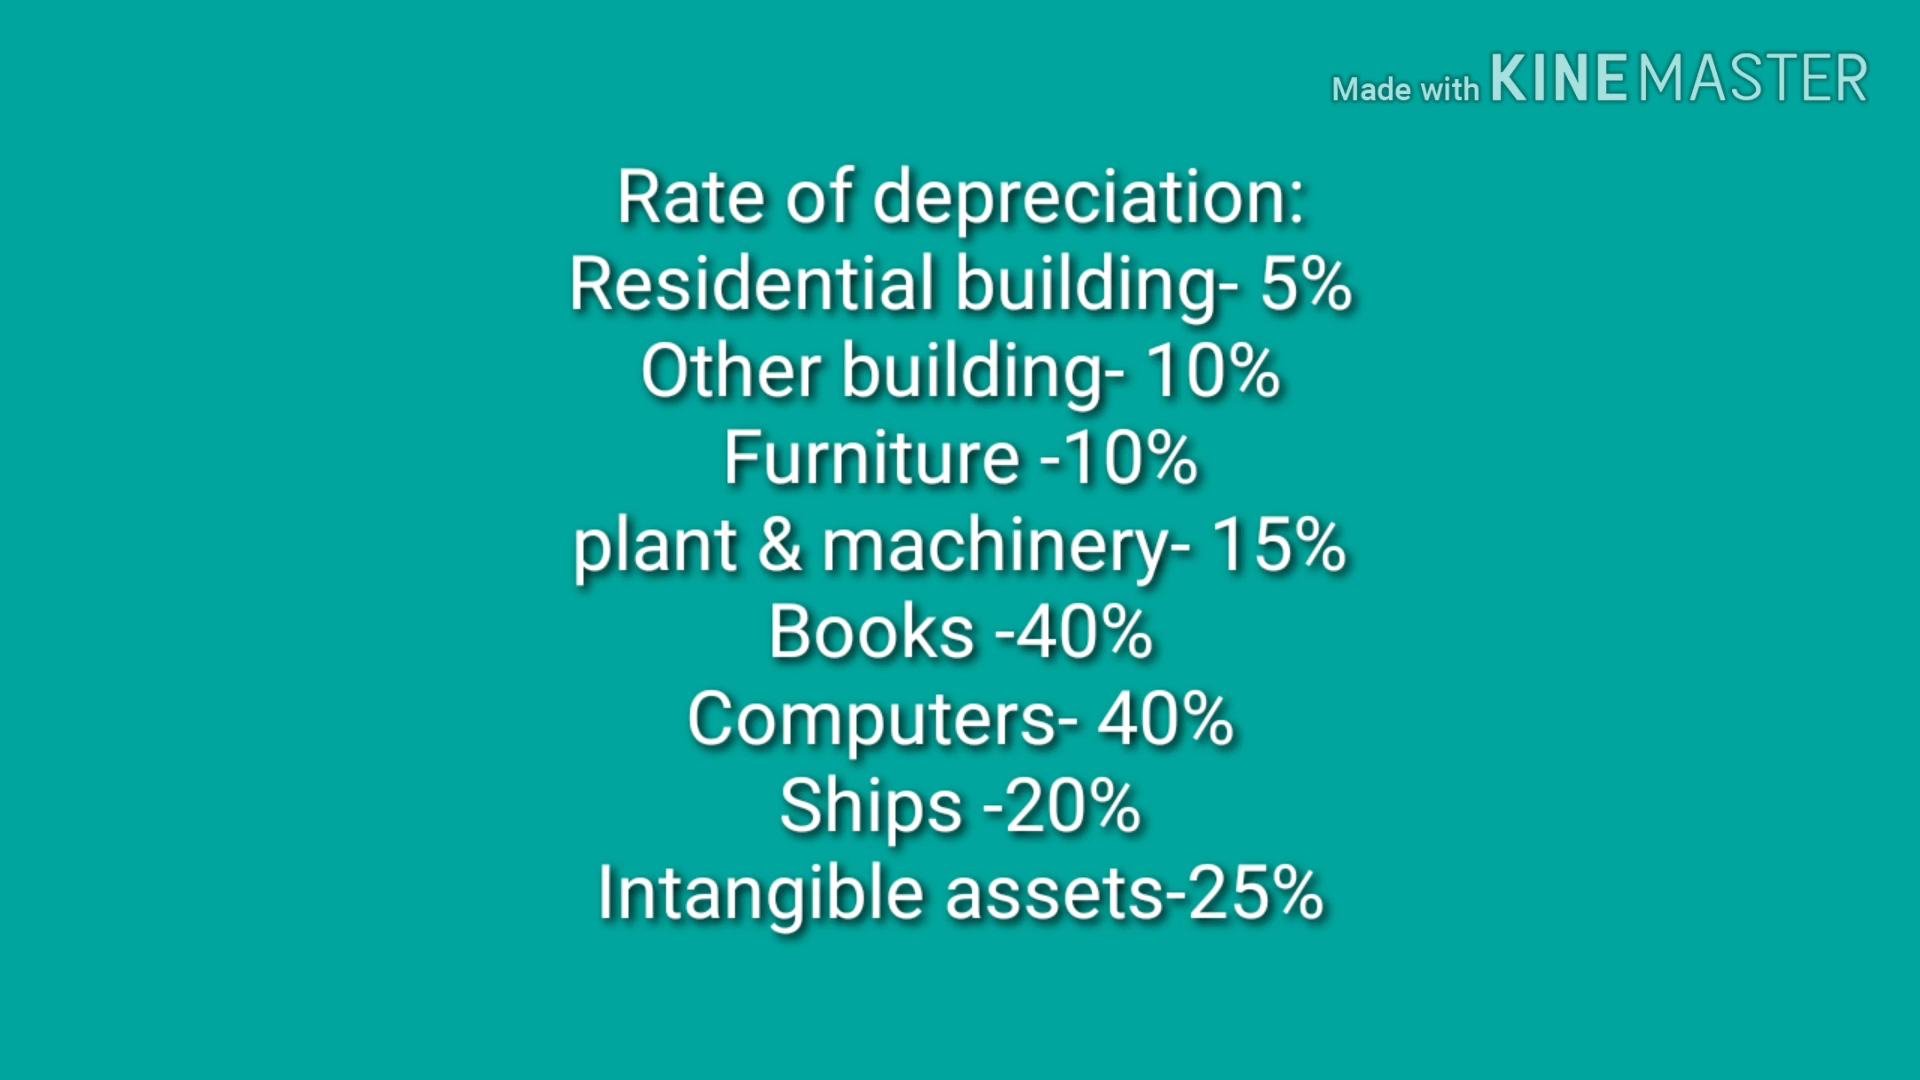 Made with KINEMASTER
Rate of depreciation:
Residential building- 5%
Other building- 10%
Furniture -10%
plant & machinery- 15%
Books -40%
Computers- 40%
Ships -20%
Intangible assets-25%